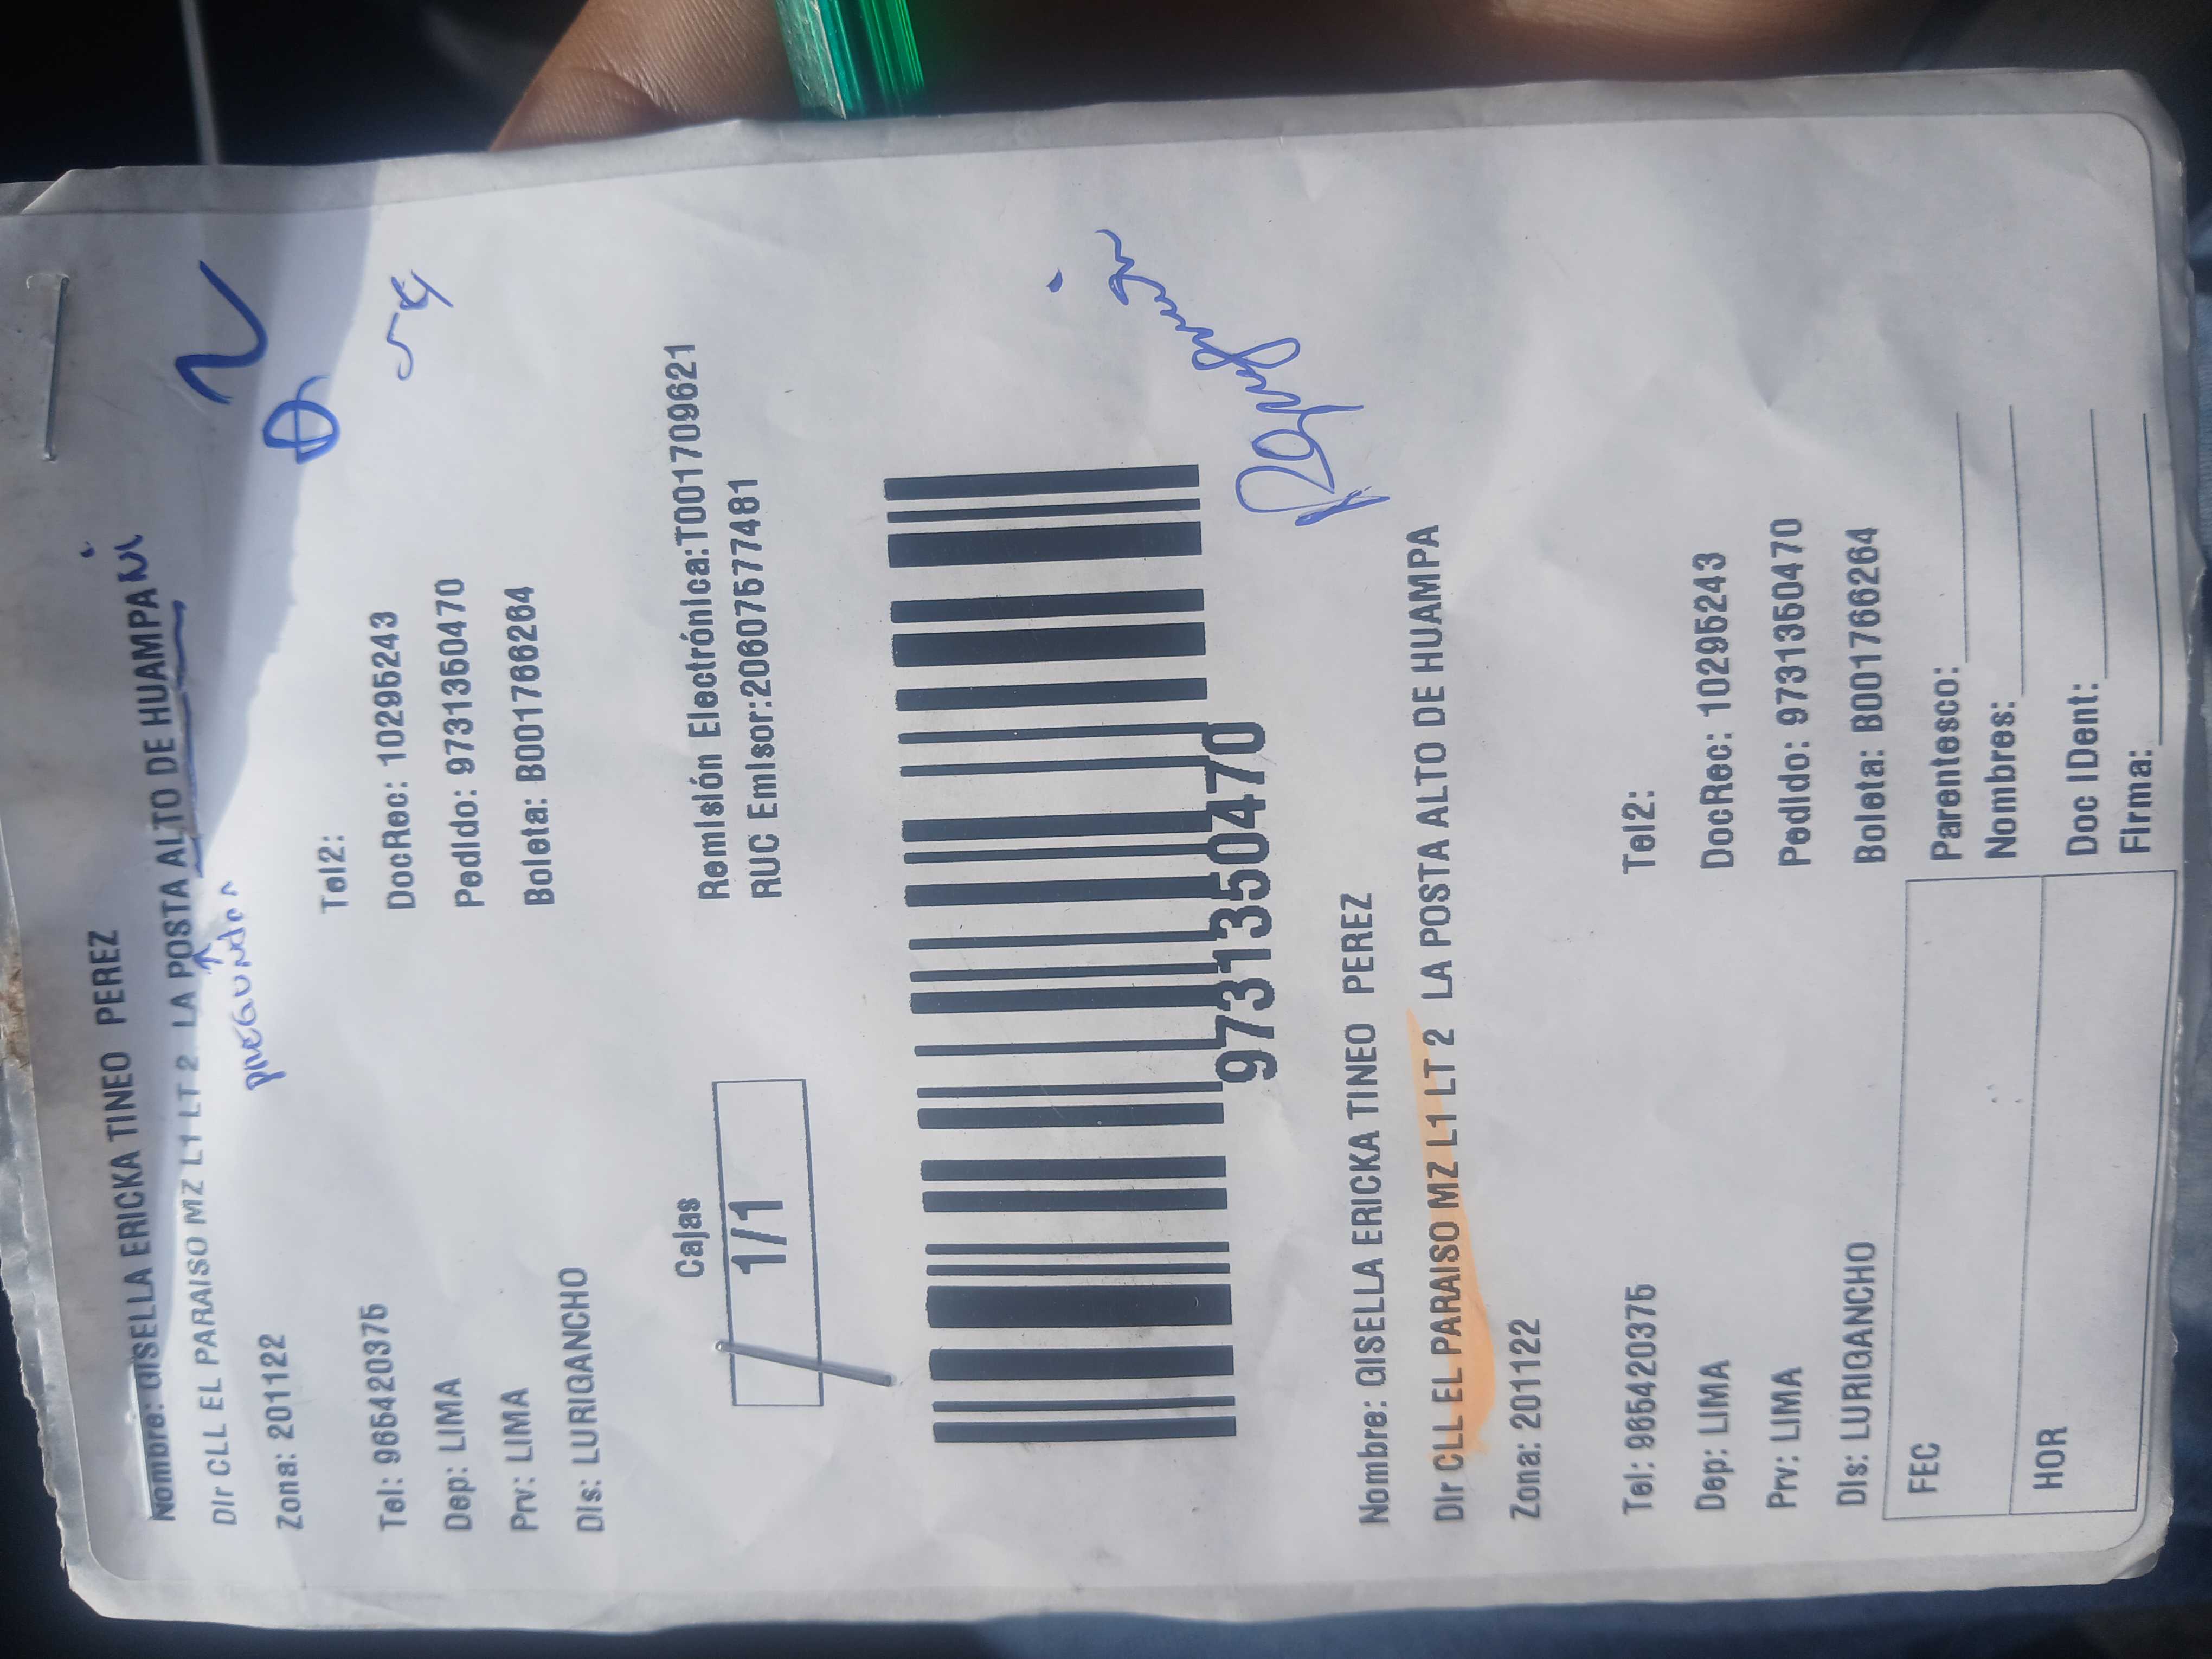 Nombre: GISELLA ERICKA TINEO PEREZ
Dir CLL EL PARAISO MZ L1 LT 2 LA POSTA ALTO DE HUAMPA Ni
PREGUNDAR
Zona: 201122
Tel: 965420375 Tel2:
Dep: LIMA DocRec: 10295243
Prv: LIMA Pedido: 9731350470
Dis: LURIGANCHO Boleta: B001766264
Cajas
1/1
Remisión Electrónica:T001709621
RUC Emisor:20607577481
9731350470
Nombre: GISELLA ERICKA TINEO PEREZ
Dir CLL EL PARAISO MZ L1 LT 2 LA POSTA ALTO DE HUAMPA
Zona: 201122
Tel: 965420375 Tel2:
Dep: LIMA DocRec: 10295243
Prv: LIMA Pedido: 9731350470
Dis: LURIGANCHO Boleta: B001766264
FEC
HOR
Parentesco:
Nombres:
Doc IDent:
Firma: